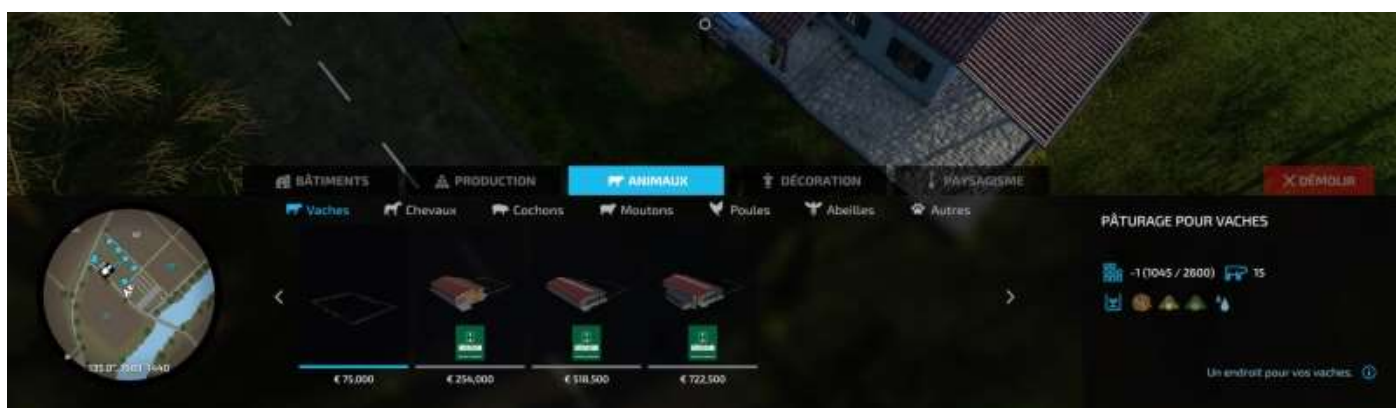 BÂTIMENTS
PRODUCTION
ANIMAUX
DÉCORATION
PAYSAGISME
DÉMOLIR
Vaches
Chevaux
Cochons
Moutons
Poules
Abeilles
Autres
PÂTURAGE POUR VACHES
-1 (1045 / 2600) 15
€ 75,000
€ 254,000
€ 518,500
€ 722,500
Un endroit pour vos vaches.